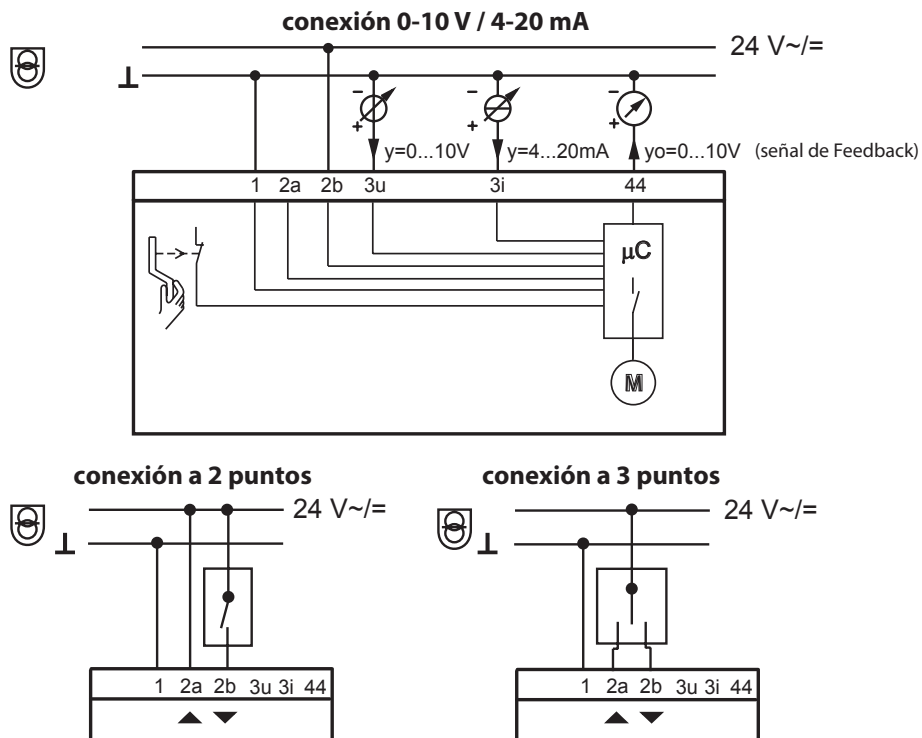 conexión 0-10 V / 4-20 mA
24 V~/=
⊥
- - -
+ + +
y=0...10V y=4...20mA yo=0...10V (señal de Feedback)
1 2a 2b 3u 3i 44
µC
M
conexión a 2 puntos
24 V~/=
⊥
1 2a 2b 3u 3i 44
▲ ▼
conexión a 3 puntos
24 V~/=
⊥
1 2a 2b 3u 3i 44
▲ ▼